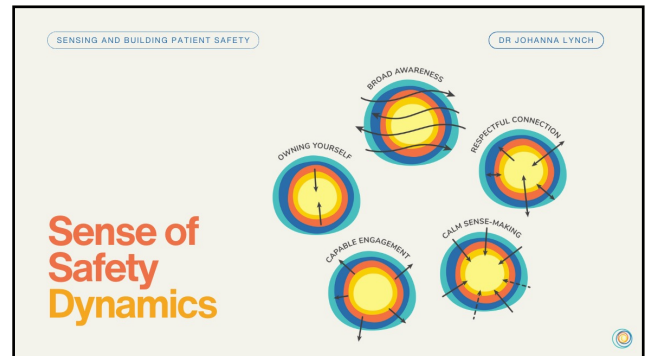 SENSING AND BUILDING PATIENT SAFETY
DR JOHANNA LYNCH
BROAD AWARENESS
RESPECTFUL CONNECTION
OWNING YOURSELF
CALM SENSE-MAKING
CAPABLE ENGAGEMENT
Sense of
Safety
Dynamics